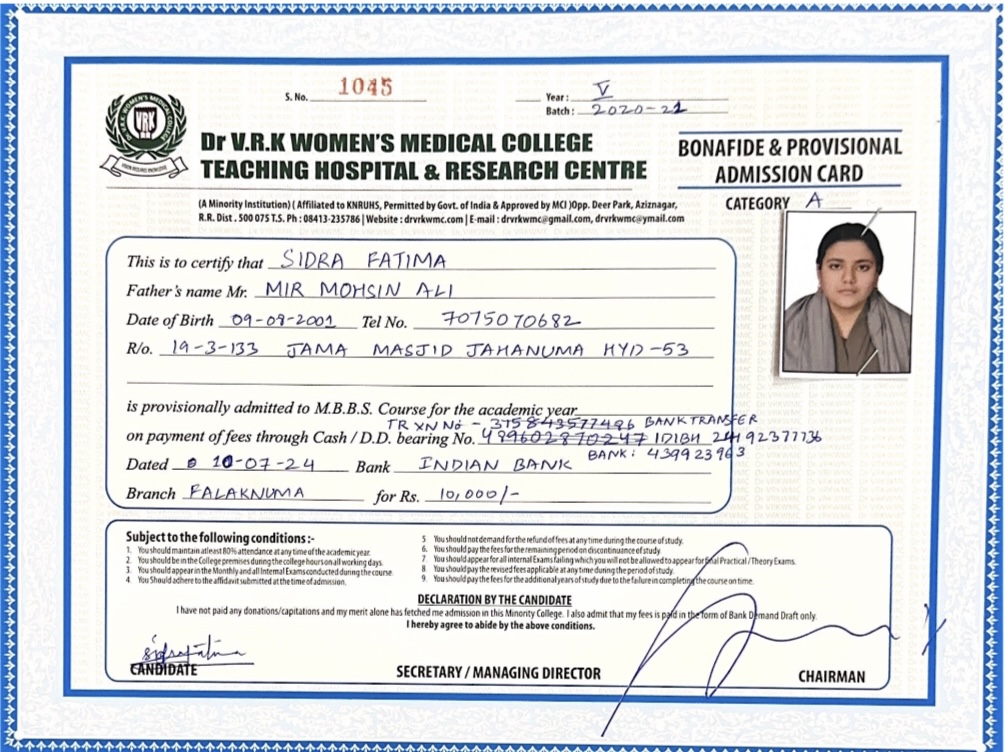 S. No. 1045
Year : V
Batch : 2020-21
VRK
Dr V.R.K WOMEN'S MEDICAL COLLEGE
TEACHING HOSPITAL & RESEARCH CENTRE
BONAFIDE & PROVISIONAL
ADMISSION CARD
(A Minority Institution) ( Affiliated to KNRUHS, Permitted by Govt. of India & Approved by MCI )Opp. Deer Park, Aziznagar,
R.R. Dist . 500 075 T.S. Ph : 08413-235786 | Website : drvrkwmc.com | E-mail : drvrkwmc@gmail.com, drvrkwmc@ymail.com
CATEGORY A
This is to certify that SIDRA FATIMA
Father's name Mr. MIR MOHSIN ALI
Date of Birth 09-09-2001 Tel No. 7075070682
R/o. 19-3-133 JAMA MASJID JAHANUMA HYD-53
is provisionally admitted to M.B.B.S. Course for the academic year
TRXN No - 315843577496 BANK TRANSFER
on payment of fees through Cash / D.D. bearing No. 489602870247 IDIBH 24192377736
BANK: 439923963
Dated 10-07-24 Bank INDIAN BANK
Branch FALAKNUMA for Rs. 10,000/-
Subject to the following conditions :-
1. You should maintain atleast 80% attendance at any time of the academic year.
2. You should be in the College premises during the college hours on all working days.
3. You should appear in the Monthly and all Internal Exams conducted during the course.
4. You Should adhere to the affidavit submitted at the time of admission.
5 You should not demand for the refund of fees at any time during the course of study.
6. You should pay the fees for the remaining period on discontinuance of study.
7. You should appear for all internal Exams failing which you will not be allowed to appear for final Practical / Theory Exams.
8. You should pay the revised fees applicable at any time during the period of study.
9. You should pay the fees for the additional years of study due to the failure in completing the course on time.
DECLARATION BY THE CANDIDATE
I have not paid any donations/capitations and my merit alone has fetched me admission in this Minority College. I also admit that my fees is paid in the form of Bank Demand Draft only.
I hereby agree to abide by the above conditions.
Sidra Fatima
CANDIDATE
SECRETARY / MANAGING DIRECTOR
CHAIRMAN